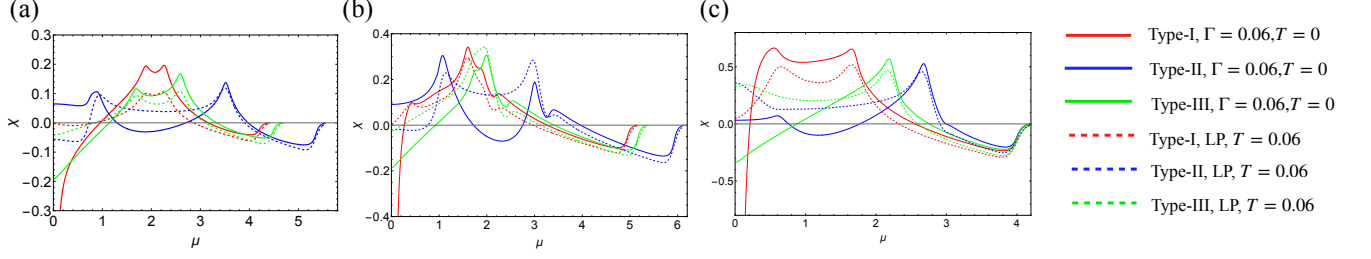 (a)
(b)
(c)
0.3
0.2
0.1
0.0
−0.1
−0.2
−0.3
χ
0 1 2 3 4 5
μ
0.4
0.2
0.0
−0.2
−0.4
χ
0 1 2 3 4 5 6
μ
0.5
0.0
−0.5
χ
0 1 2 3 4
μ
Type-I, Γ = 0.06,T = 0
Type-II, Γ = 0.06,T = 0
Type-III, Γ = 0.06,T = 0
Type-I, LP, T = 0.06
Type-II, LP, T = 0.06
Type-III, LP, T = 0.06